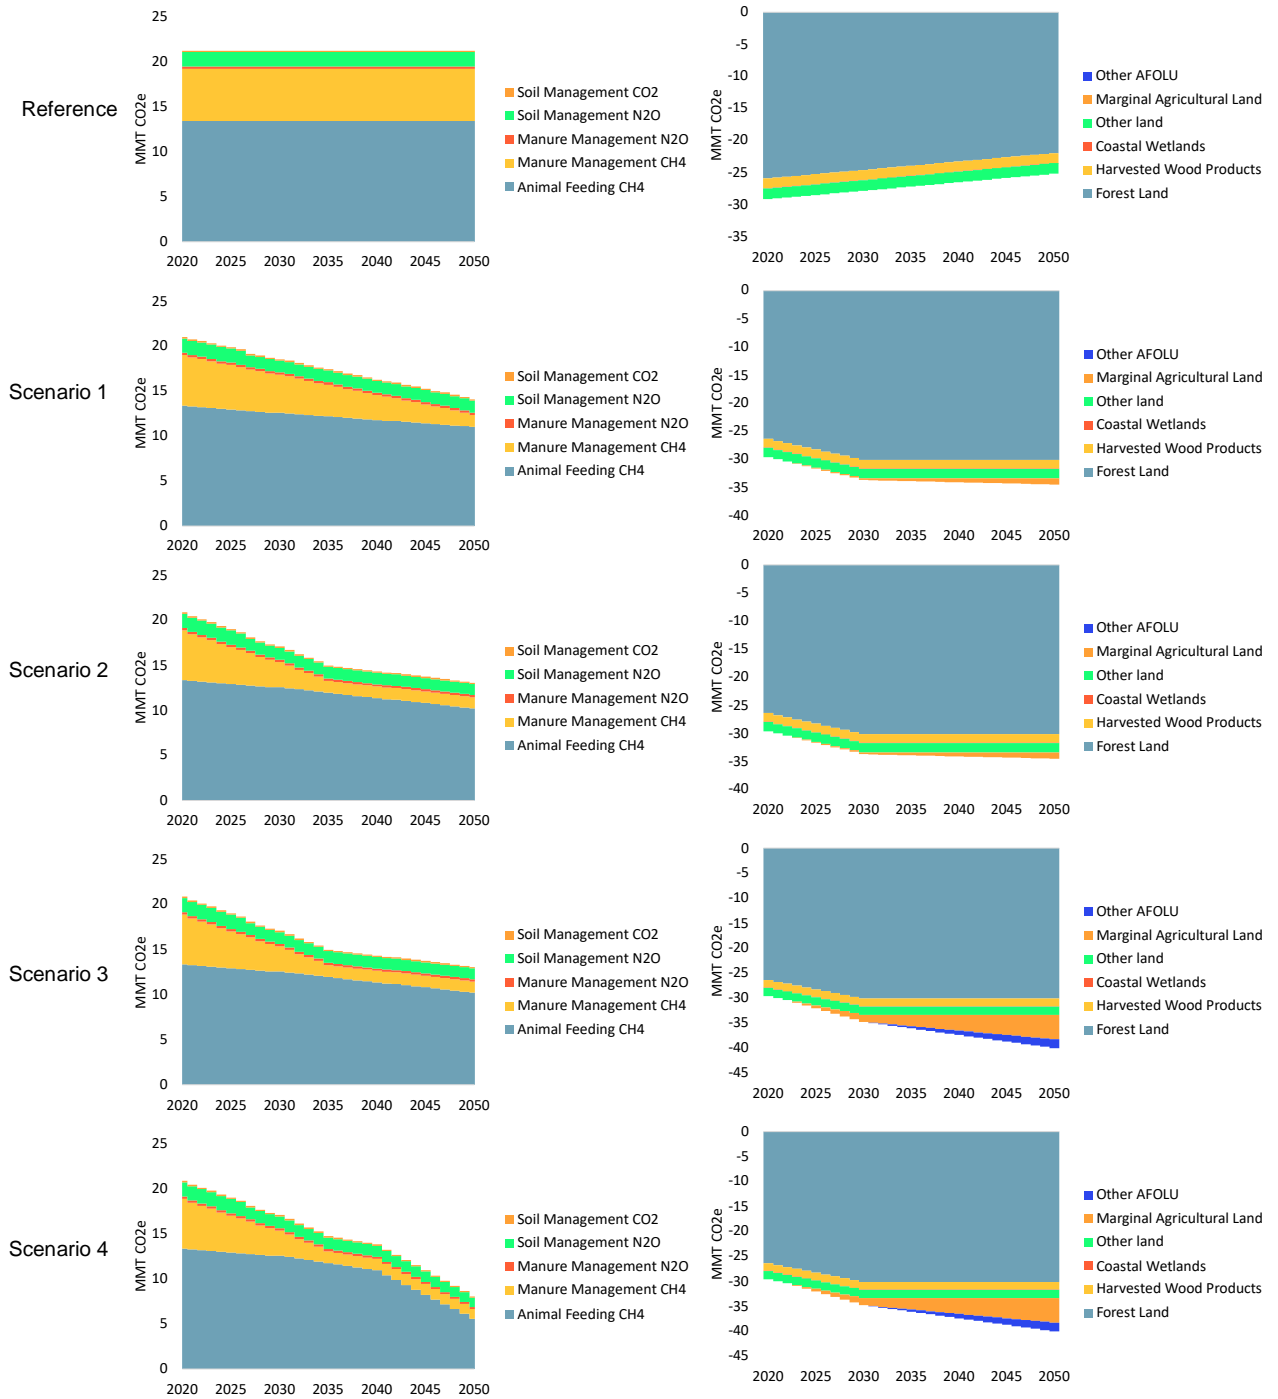 Reference
MMT CO2e
25
20
15
10
5
0
2020 2025 2030 2035 2040 2045 2050
Soil Management CO2
Soil Management N2O
Manure Management N2O
Manure Management CH4
Animal Feeding CH4
MMT CO2e
0
-5
-10
-15
-20
-25
-30
-35
2020 2025 2030 2035 2040 2045 2050
Other AFOLU
Marginal Agricultural Land
Other land
Coastal Wetlands
Harvested Wood Products
Forest Land
Scenario 1
MMT CO2e
25
20
15
10
5
0
2020 2025 2030 2035 2040 2045 2050
Soil Management CO2
Soil Management N2O
Manure Management N2O
Manure Management CH4
Animal Feeding CH4
MMT CO2e
0
-5
-10
-15
-20
-25
-30
-35
-40
2020 2025 2030 2035 2040 2045 2050
Other AFOLU
Marginal Agricultural Land
Other land
Coastal Wetlands
Harvested Wood Products
Forest Land
Scenario 2
MMT CO2e
25
20
15
10
5
0
2020 2025 2030 2035 2040 2045 2050
Soil Management CO2
Soil Management N2O
Manure Management N2O
Manure Management CH4
Animal Feeding CH4
MMT CO2e
0
-5
-10
-15
-20
-25
-30
-35
-40
2020 2025 2030 2035 2040 2045 2050
Other AFOLU
Marginal Agricultural Land
Other land
Coastal Wetlands
Harvested Wood Products
Forest Land
Scenario 3
MMT CO2e
25
20
15
10
5
0
2020 2025 2030 2035 2040 2045 2050
Soil Management CO2
Soil Management N2O
Manure Management N2O
Manure Management CH4
Animal Feeding CH4
MMT CO2e
0
-5
-10
-15
-20
-25
-30
-35
-40
-45
2020 2025 2030 2035 2040 2045 2050
Other AFOLU
Marginal Agricultural Land
Other land
Coastal Wetlands
Harvested Wood Products
Forest Land
Scenario 4
MMT CO2e
25
20
15
10
5
0
2020 2025 2030 2035 2040 2045 2050
Soil Management CO2
Soil Management N2O
Manure Management N2O
Manure Management CH4
Animal Feeding CH4
MMT CO2e
0
-5
-10
-15
-20
-25
-30
-35
-40
-45
2020 2025 2030 2035 2040 2045 2050
Other AFOLU
Marginal Agricultural Land
Other land
Coastal Wetlands
Harvested Wood Products
Forest Land